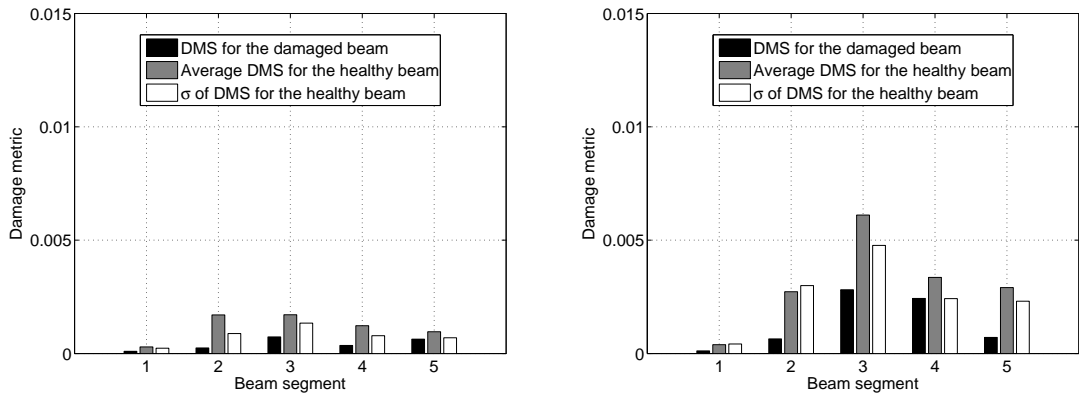 0.015
0.01
0.005
0
Damage metric
DMS for the damaged beam
Average DMS for the healthy beam
σ of DMS for the healthy beam
1 2 3 4 5
Beam segment
0.015
0.01
0.005
0
Damage metric
DMS for the damaged beam
Average DMS for the healthy beam
σ of DMS for the healthy beam
1 2 3 4 5
Beam segment